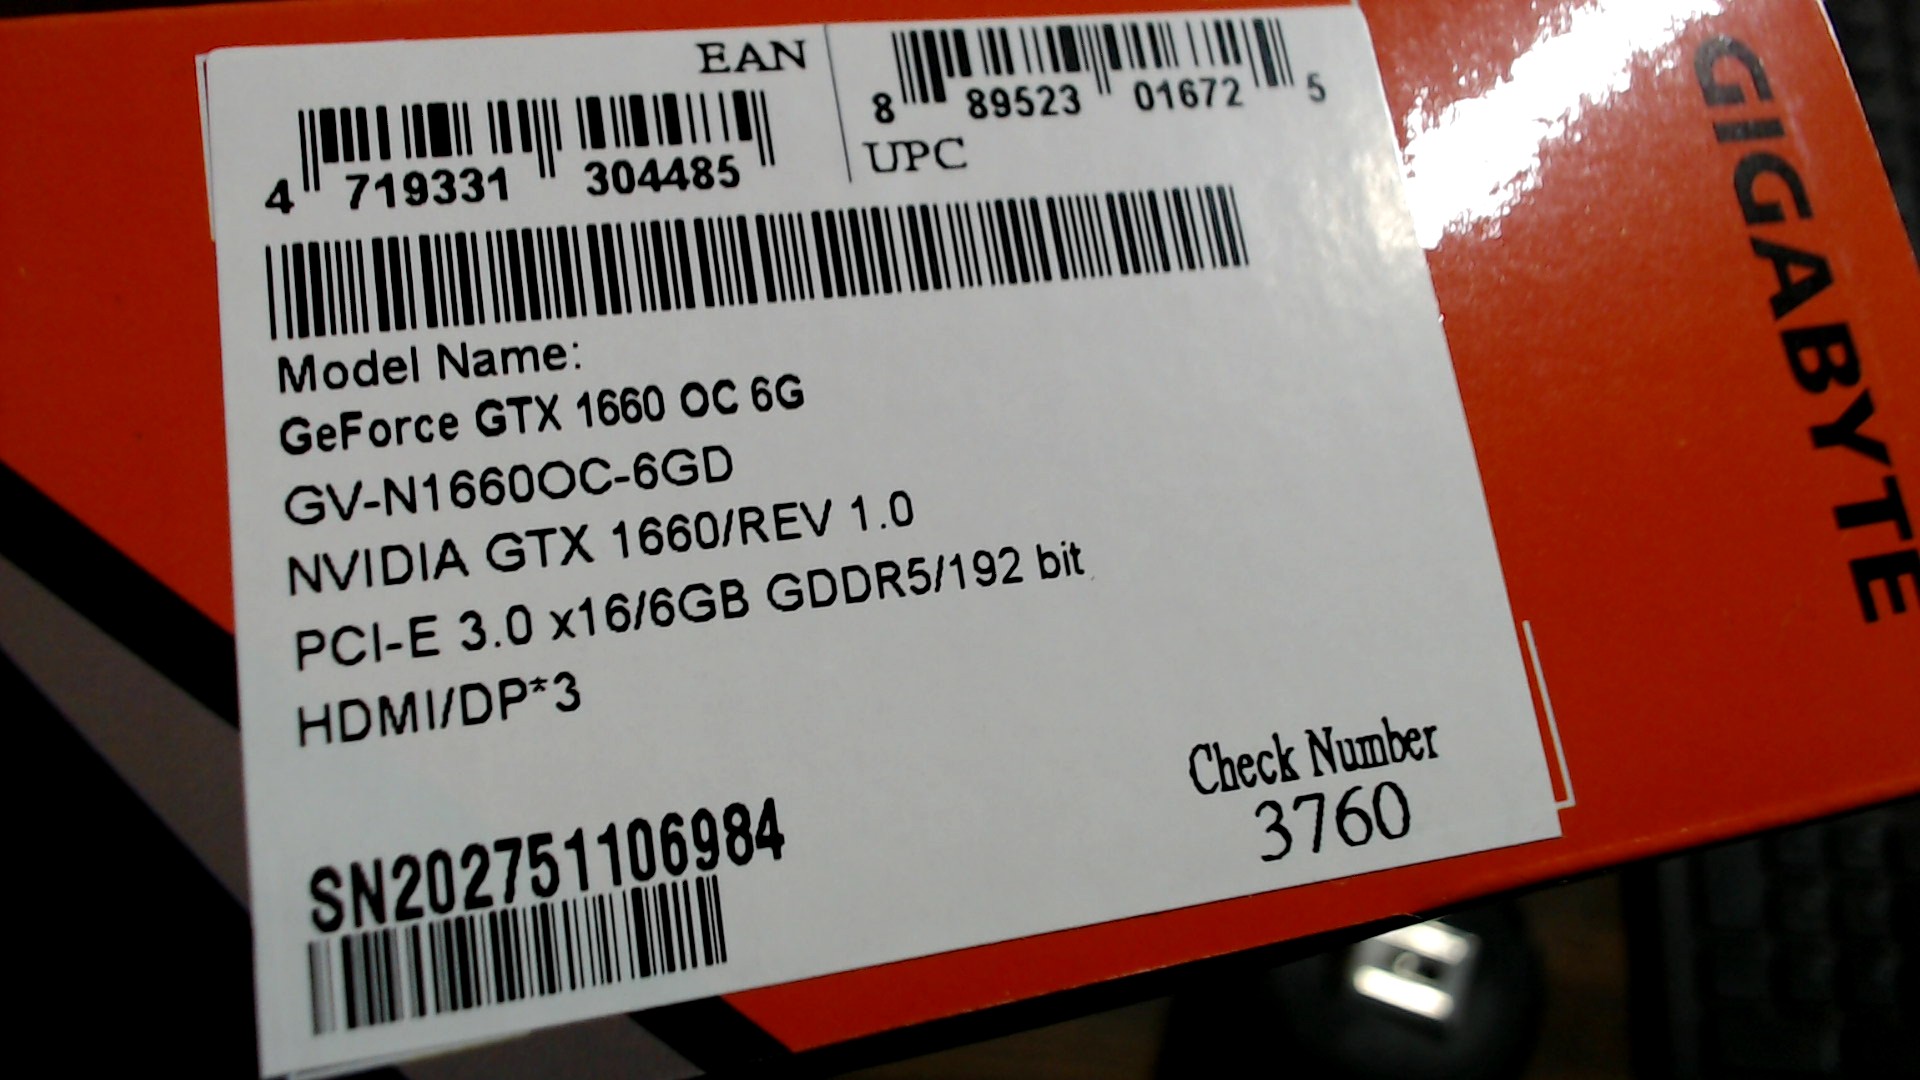 EAN
4 719331 304485
8 89523 01672 5
UPC
Model Name:
GeForce GTX 1660 OC 6G
GV-N1660OC-6GD
NVIDIA GTX 1660/REV 1.0
PCI-E 3.0 x16/6GB GDDR5/192 bit
HDMI/DP*3
Check Number
3760
SN202751106984
GIGABYTE